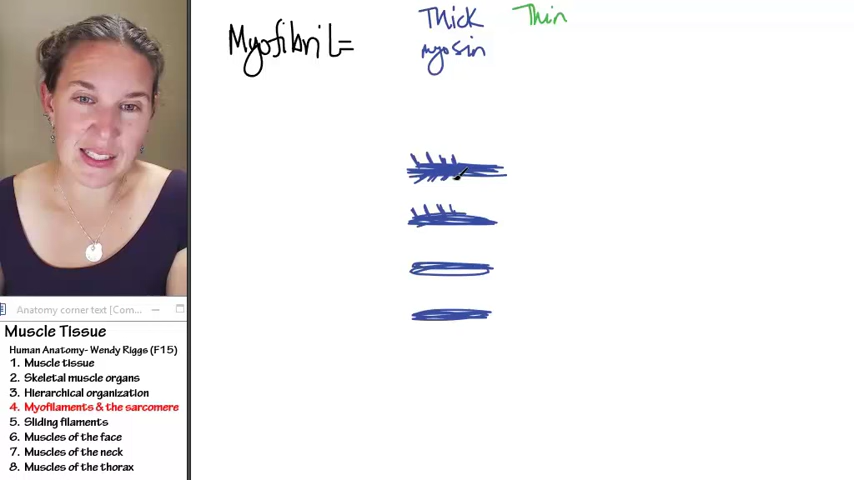 Myofibril=
Thick
Thin
myosin
Anatomy corner text [Com...
Muscle Tissue
Human Anatomy- Wendy Riggs (F15)
1. Muscle tissue
2. Skeletal muscle organs
3. Hierarchical organization
4. Myofilaments & the sarcomere
5. Sliding filaments
6. Muscles of the face
7. Muscles of the neck
8. Muscles of the thorax